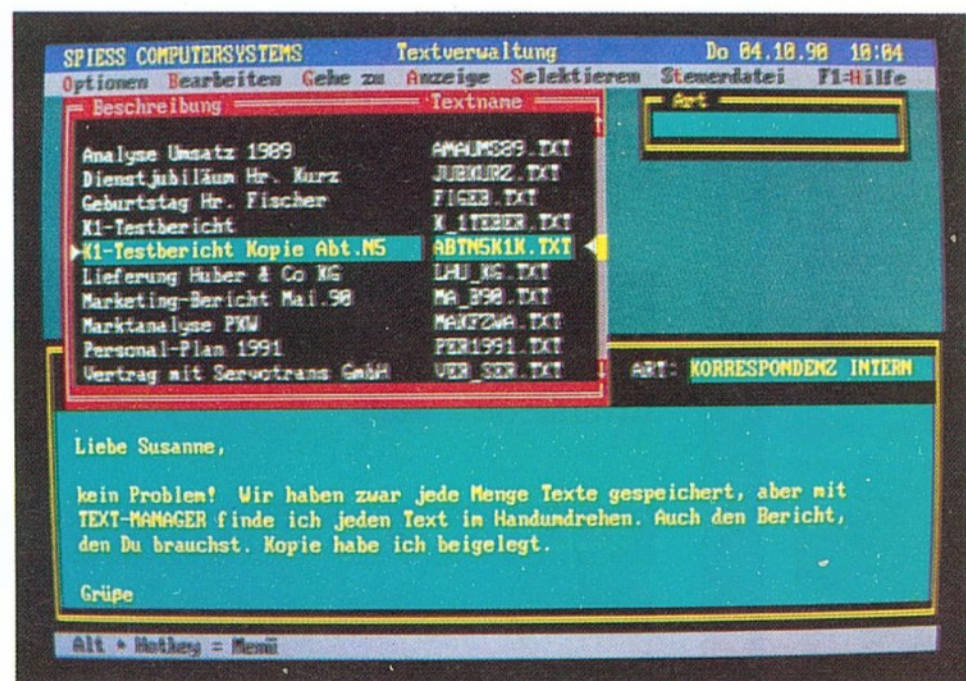 SPIESS COMPUTERSYSTEMS Textverwaltung Do 04.10.90 10:04
Optionen Bearbeiten Gehe zu Anzeige Selektieren Steuerdatei F1=Hilfe
Beschreibung Textname Art
Analyse Umsatz 1989 ANAUMS89.TXT
Dienstjubiläum Hr. Kurz JUBKURZ.TXT
Geburtstag Hr. Fischer FIGEB.TXT
K1-Testbericht K_1TEBER.TXT
K1-Testbericht Kopie Abt.N5 ABTN5K1K.TXT
Lieferung Huber & Co KG LHU_KG.TXT
Marketing-Bericht Mai.90 MA_B90.TXT
Marktanalyse PKW
Personal-Plan 1991 PER1991.TXT
Vertrag mit Servotrans GmbH VER_SER.TXT
ART: KORRESPONDENZ INTERN
Liebe Susanne,
kein Problem! Wir haben zwar jede Menge Texte gespeichert, aber mit
TEXT-MANAGER finde ich jeden Text im Handumdrehen. Auch den Bericht,
den Du brauchst. Kopie habe ich beigelegt.
Grüße
Alt + Hotkey = Menü